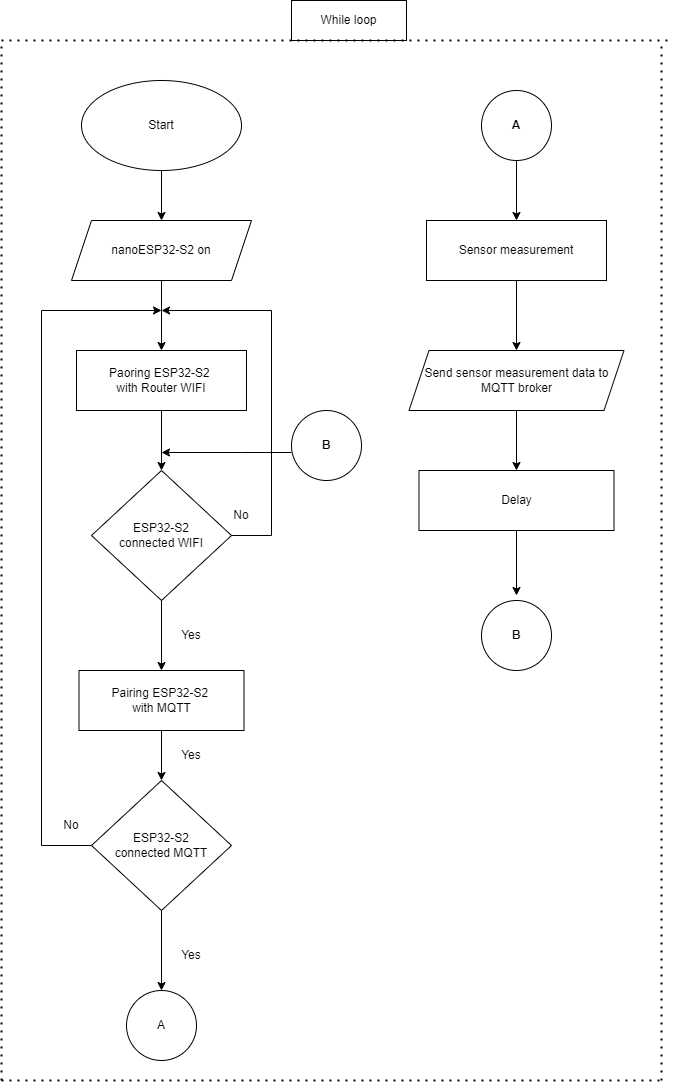 While loop
Start
nanoESP32-S2 on
Paoring ESP32-S2
with Router WIFI
B
ESP32-S2
connected WIFI
No
Yes
Pairing ESP32-S2
with MQTT
Yes
ESP32-S2
connected MQTT
No
Yes
A
A
Sensor measurement
Send sensor measurement data to
MQTT broker
Delay
B